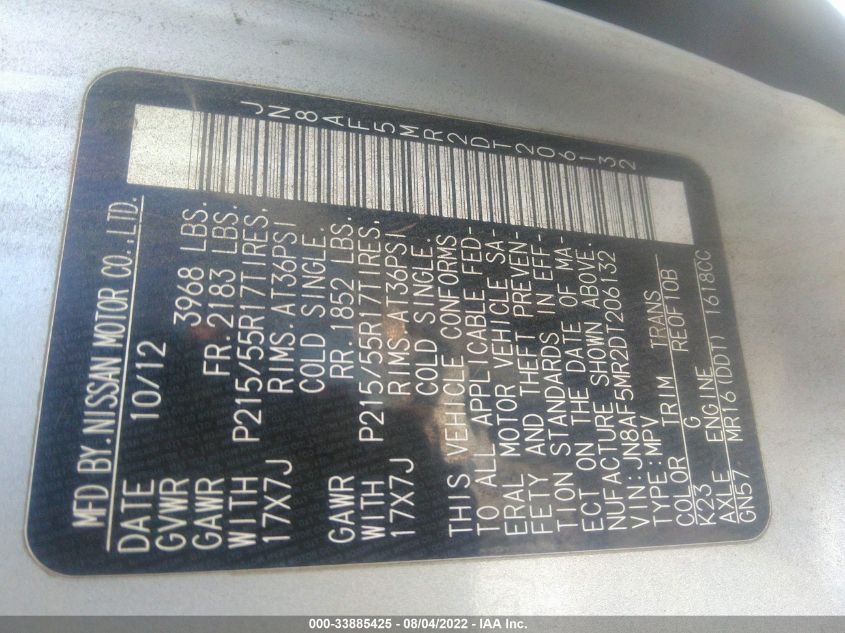 JN8AF5MR2DT206132
MFD BY.NISSAN MOTOR CO.,LTD.
DATE 10/12
GVWR 3968 LBS.
GAWR FR.2183 LBS.
WITH P215/55R17TIRES.
17X7J RIMS.AT36PSI
COLD SINGLE.
GAWR RR 1852 LBS.
WITH P215/55R17TIRES.
17X7J RIMS.AT36PSI
COLD SINGLE.
THIS VEHICLE CONFORMS
TO ALL APPLICABLE FED-
ERAL MOTOR VEHICLE SA-
FETY AND THEFT PREVEN-
TION STANDARDS IN EFF-
ECT ON THE DATE OF MA-
NUFACTURE SHOWN ABOVE.
VIN:JN8AF5MR2DT206132
TYPE:MPV
COLOR TRIM TRANS
K23 G RE0F10B
AXLE ENGINE
GN57 MR16(DDT) 1618CC
000-33885425 - 08/04/2022 - IAA Inc.